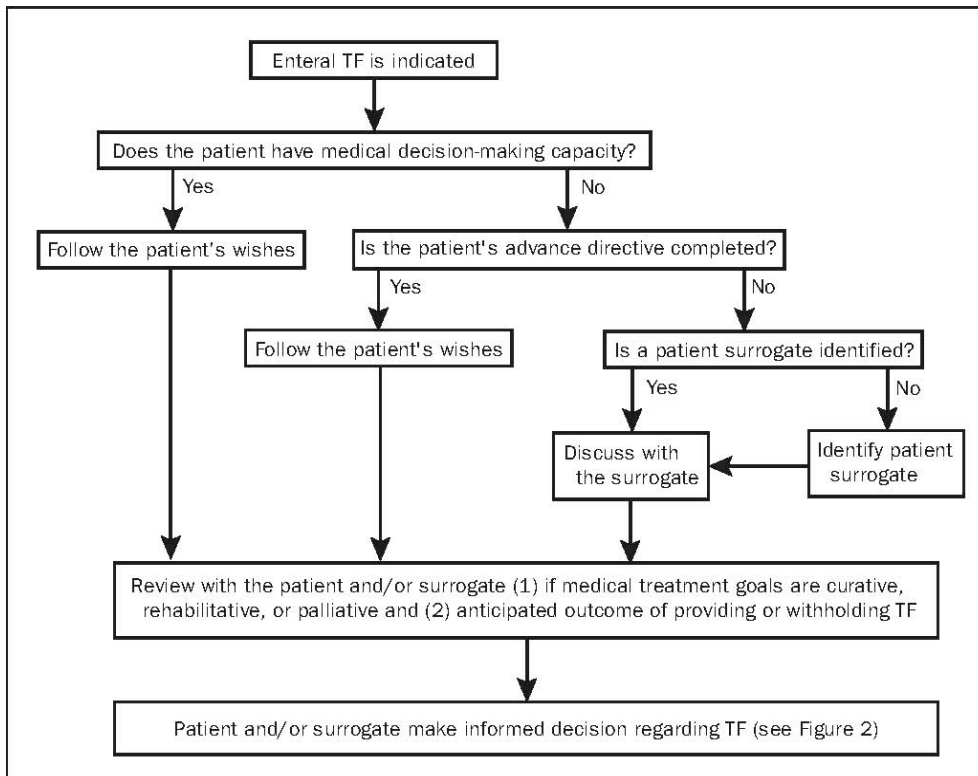 Enteral TF is indicated
Does the patient have medical decision-making capacity?
Yes
No
Follow the patient's wishes
Is the patient's advance directive completed?
Yes
No
Follow the patient's wishes
Is a patient surrogate identified?
Yes
No
Discuss with
the surrogate
Identify patient
surrogate
Review with the patient and/or surrogate (1) if medical treatment goals are curative,
rehabilitative, or palliative and (2) anticipated outcome of providing or withholding TF
Patient and/or surrogate make informed decision regarding TF (see Figure 2)